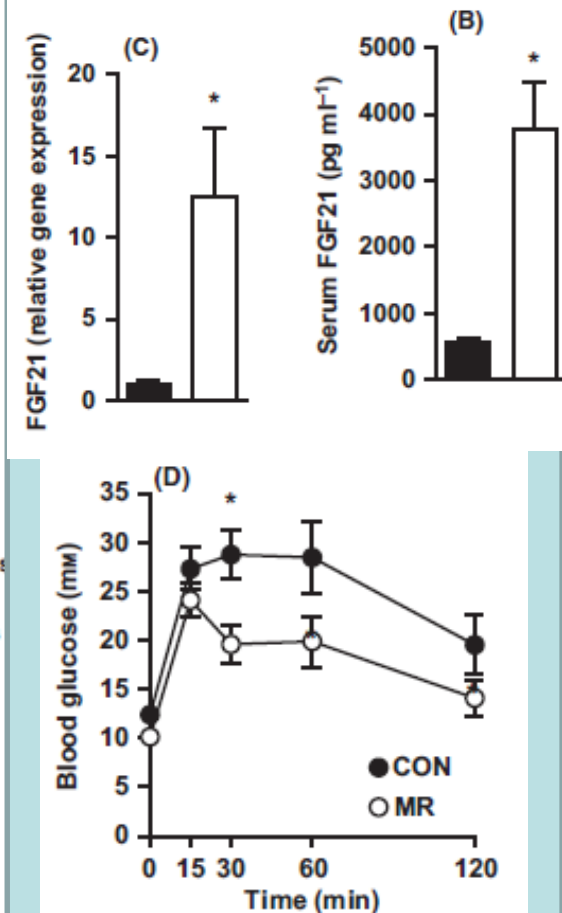 (C)
FGF21 (relative gene expression)
20
15
10
5
0
*
(B)
Serum FGF21 (pg ml⁻¹)
5000
4000
3000
2000
1000
0
*
(D)
Blood glucose (mM)
35
30
25
20
15
10
5
0
*
CON
MR
0 15 30 60 120
Time (min)